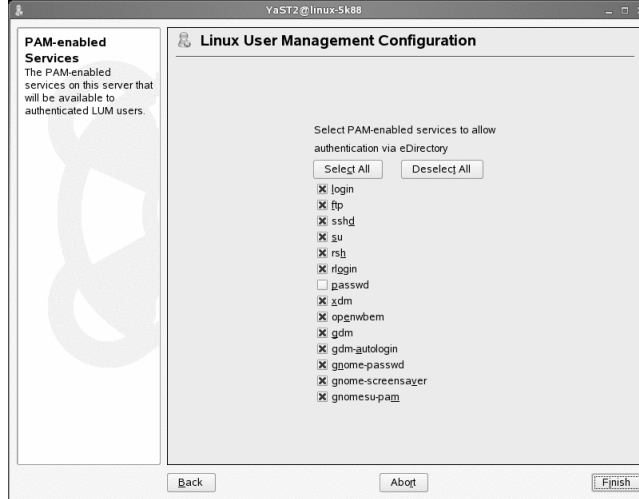 YaST2@linux-5k88
PAM-enabled
Services
The PAM-enabled
services on this server that
will be available to
authenticated LUM users.
Linux User Management Configuration
Select PAM-enabled services to allow
authentication via eDirectory
Select All
Deselect All
login
ftp
sshd
su
rsh
rlogin
passwd
xdm
openwbem
gdm
gdm-autologin
gnome-passwd
gnome-screensaver
gnomesu-pam
Back
Abort
Finish